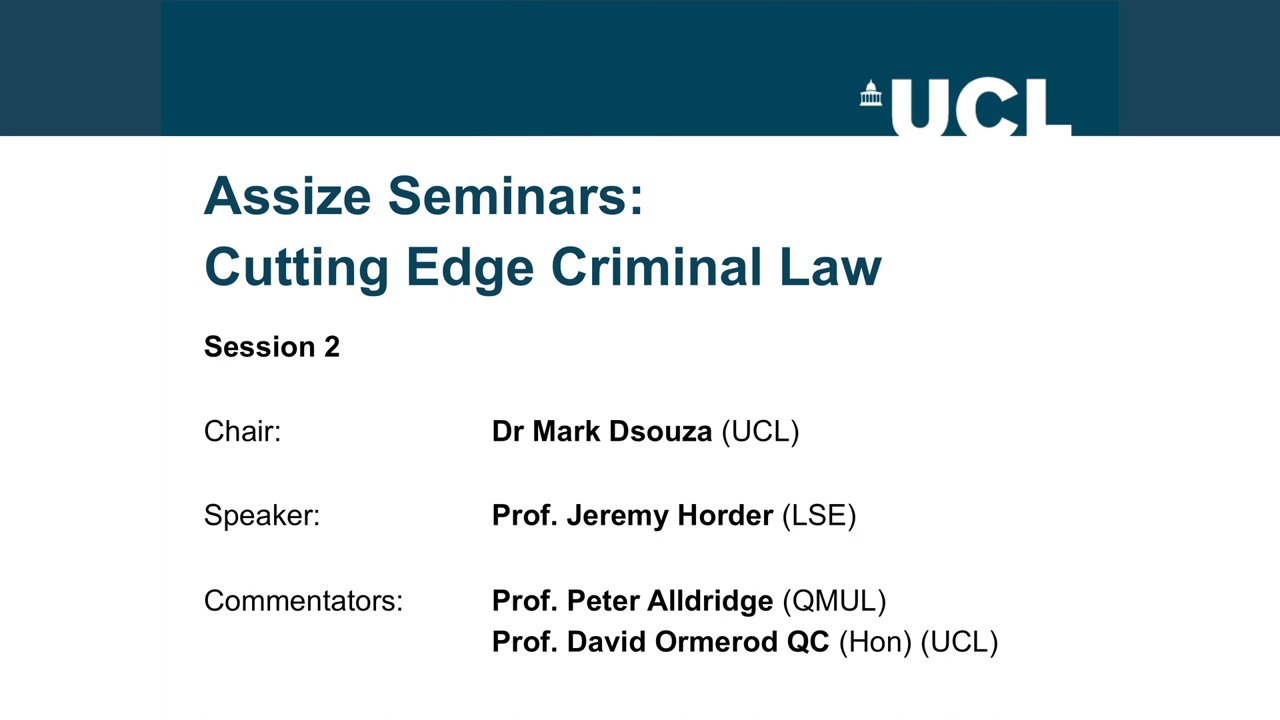 UCL
Assize Seminars:
Cutting Edge Criminal Law
Session 2
Chair: Dr Mark Dsouza (UCL)
Speaker: Prof. Jeremy Horder (LSE)
Commentators: Prof. Peter Alldridge (QMUL)
Prof. David Ormerod QC (Hon) (UCL)